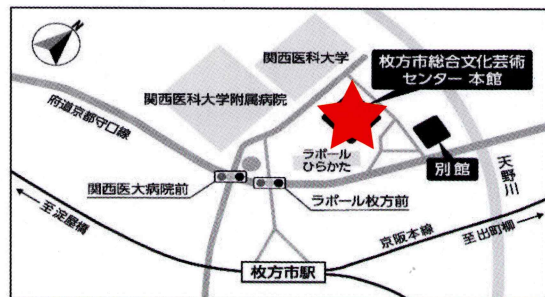 N
関西医科大学
枚方市総合文化芸術
センター 本館
関西医科大学附属病院
府道京都守口線
ラポール
ひらかた
別館
天野川
関西医大病院前
ラポール枚方前
至淀屋橋
京阪本線
至出町柳
枚方市駅